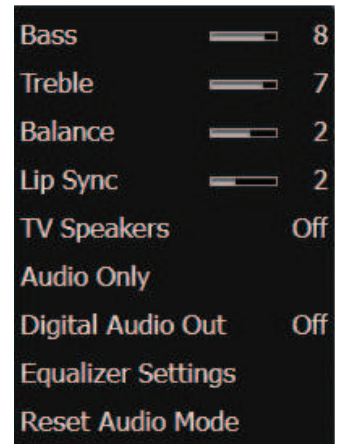 Bass 8
Treble 7
Balance 2
Lip Sync 2
TV Speakers Off
Audio Only
Digital Audio Out Off
Equalizer Settings
Reset Audio Mode